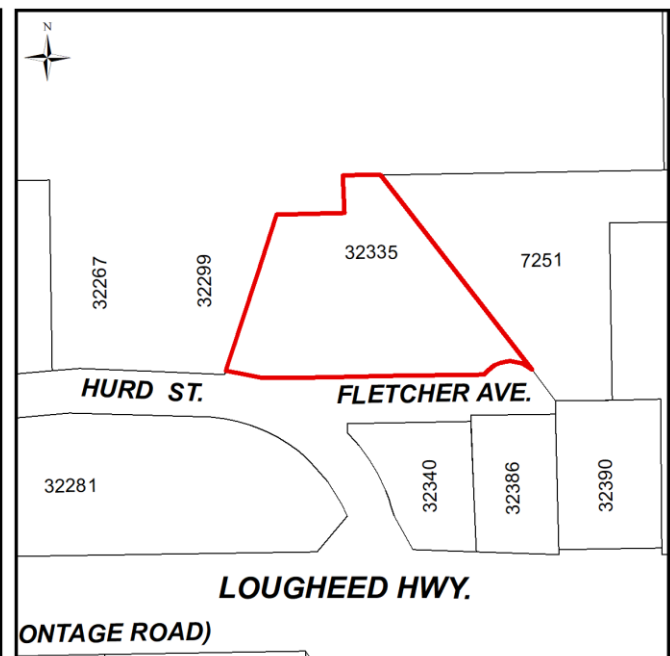 N
32335
7251
32267
32299
HURD ST.
FLETCHER AVE.
32281
32340
32386
32390
LOUGHEED HWY.
ONTAGE ROAD)